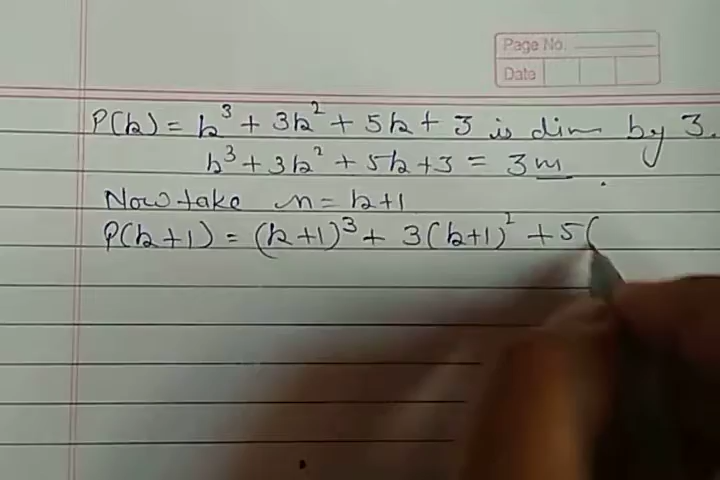 Page No.
Date
P(k) = k³ + 3k² + 5k + 3 is divn by 3.
k³ + 3k² + 5k + 3 = 3m
Now take n = k+1
P(k+1) = (k+1)³ + 3(k+1)² + 5(